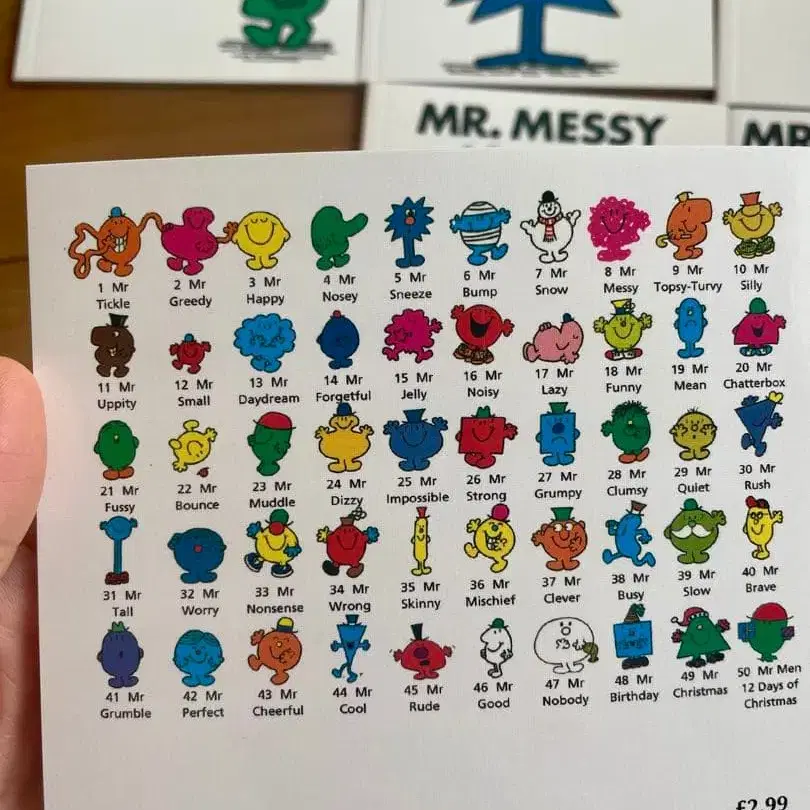 MR. MESSY
MR
1 Mr 2 Mr 3 Mr 4 Mr 5 Mr 6 Mr 7 Mr 8 Mr 9 Mr 10 Mr
Tickle Greedy Happy Nosey Sneeze Bump Snow Messy Topsy-Turvy Silly
11 Mr 12 Mr 13 Mr 14 Mr 15 Mr 16 Mr 17 Mr 18 Mr 19 Mr 20 Mr
Uppity Small Daydream Forgetful Jelly Noisy Lazy Funny Mean Chatterbox
21 Mr 22 Mr 23 Mr 24 Mr 25 Mr 26 Mr 27 Mr 28 Mr 29 Mr 30 Mr
Fussy Bounce Muddle Dizzy Impossible Strong Grumpy Clumsy Quiet Rush
31 Mr 32 Mr 33 Mr 34 Mr 35 Mr 36 Mr 37 Mr 38 Mr 39 Mr 40 Mr
Tall Worry Nonsense Wrong Skinny Mischief Clever Busy Slow Brave
41 Mr 42 Mr 43 Mr 44 Mr 45 Mr 46 Mr 47 Mr 48 Mr 49 Mr 50 Mr Men
Grumble Perfect Cheerful Cool Rude Good Nobody Birthday Christmas 12 Days of
Christmas
£2.99